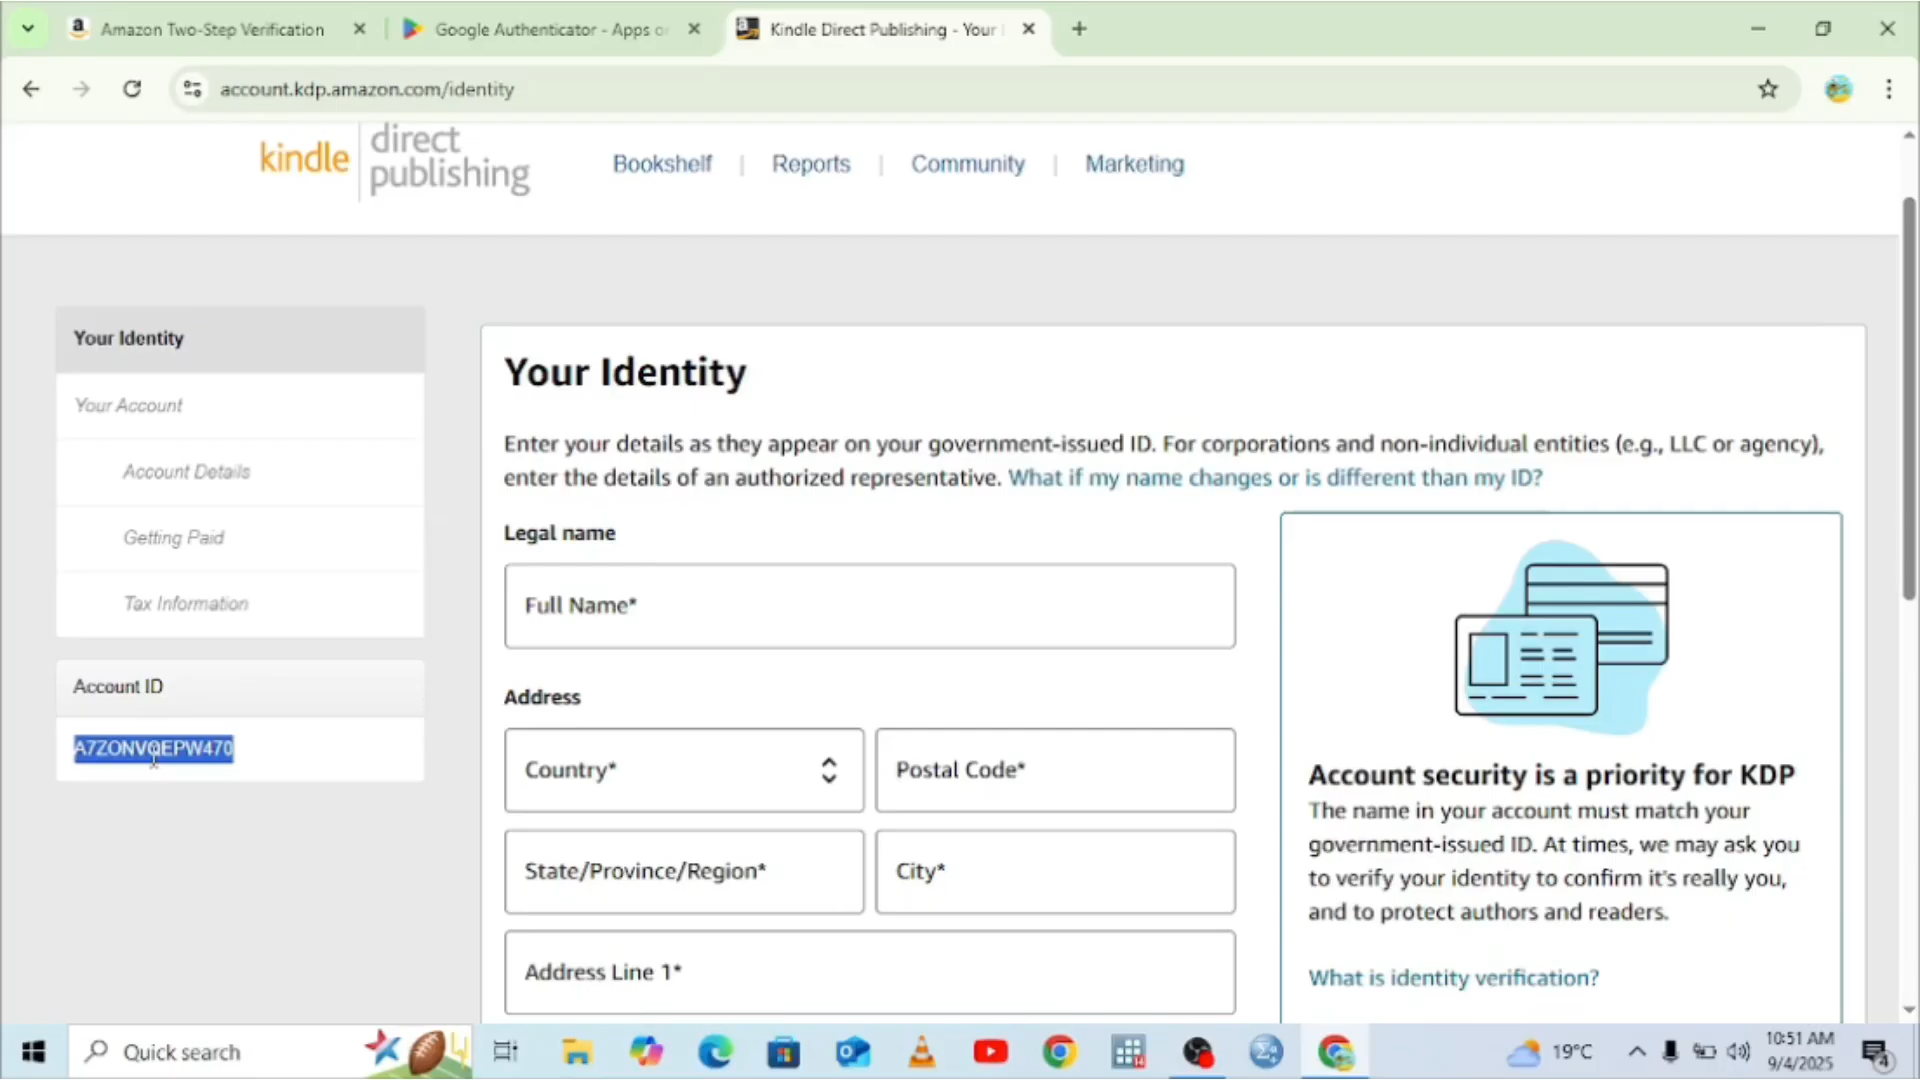 Amazon Two-Step Verification
Google Authenticator - Apps or
Kindle Direct Publishing - Your
account.kdp.amazon.com/identity
kindle
direct
publishing
Bookshelf | Reports | Community | Marketing
Your Identity
Your Account
Account Details
Getting Paid
Tax Information
Account ID
A7ZONVQEPW470
Your Identity
Enter your details as they appear on your government-issued ID. For corporations and non-individual entities (e.g., LLC or agency),
enter the details of an authorized representative. What if my name changes or is different than my ID?
Legal name
Full Name*
Address
Country*
Postal Code*
State/Province/Region*
City*
Address Line 1*
Account security is a priority for KDP
The name in your account must match your
government-issued ID. At times, we may ask you
to verify your identity to confirm it's really you,
and to protect authors and readers.
What is identity verification?
Quick search
19°C
10:51 AM
9/4/2025
4